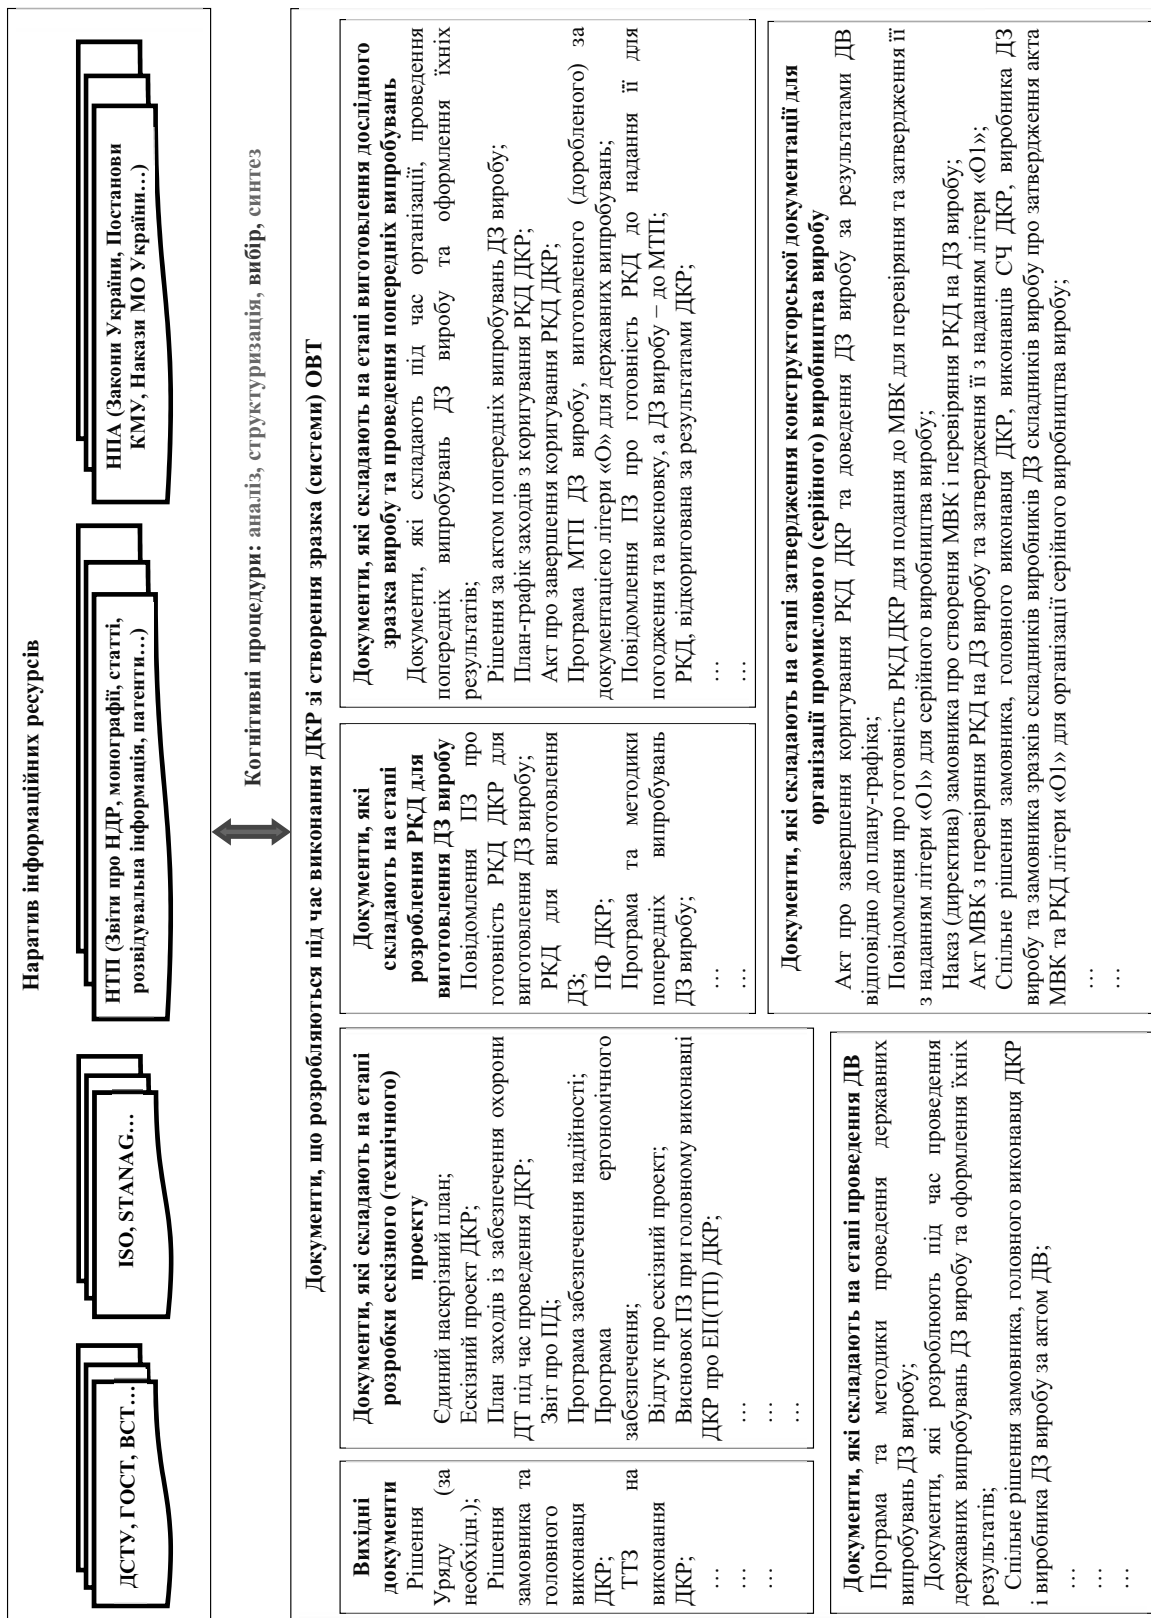 Наратив інформаційних ресурсів
ДСТУ, ГОСТ, ВСТ…
ISO, STANAG…
НТП (Звіти про НДР, монографії, статті,
розвідувальна інформація, патенти…)
НПА (Закони України, Постанови
КМУ, Накази МО України…)
Когнітивні процедури: аналіз, структуризація, вибір, синтез
Документи, що розробляються під час виконання ДКР зі створення зразка (системи) ОВТ
Вихідні
документи
Рішення
Уряду (за
необхідн.);
Рішення
замовника та
головного
виконавця
ДКР;
ТТЗ на
виконання
ДКР;
…
…
…
Документи, які складають на етапі
розробки ескізного (технічного)
проекту
Єдиний наскрізний план;
Ескізний проект ДКР;
План заходів із забезпечення охорони
ДТ під час проведення ДКР;
Звіт про ПД;
Програма забезпечення надійності;
Програма ергономічного
забезпечення;
Відгук про ескізний проект;
Висновок ПЗ при головному виконавці
ДКР про ЕП(ТП) ДКР;
…
…
…
Документи, які
складають на етапі
розроблення РКД для
виготовлення ДЗ виробу
Повідомлення ПЗ про
готовність РКД ДКР для
виготовлення ДЗ виробу;
РКД для виготовлення
ДЗ;
ПФ ДКР;
Програма та методики
попередніх випробувань
ДЗ виробу;
…
…
Документи, які складають на етапі виготовлення дослідного
зразка виробу та проведення попередніх випробувань
Документи, які складають під час організації, проведення
попередніх випробувань ДЗ виробу та оформлення їхніх
результатів;
Рішення за актом попередніх випробувань ДЗ виробу;
План-графік заходів з коригування РКД ДКР;
Акт про завершення коригування РКД ДКР;
Програма МТП ДЗ виробу, виготовленого (доробленого) за
документацією літери «О» для державних випробувань;
Повідомлення ПЗ про готовність РКД до надання її для
погодження та висновку, а ДЗ виробу – до МТП;
РКД, відкоригована за результатами ДКР;
…
…
Документи, які складають на етапі проведення ДВ
Програма та методики проведення державних
випробувань ДЗ виробу;
Документи, які розроблюють під час проведення
державних випробувань ДЗ виробу та оформлення їхніх
результатів;
Спільне рішення замовника, головного виконавця ДКР
і виробника ДЗ виробу за актом ДВ;
…
…
…
Документи, які складають на етапі затвердження конструкторської документації для
організації промислового (серійного) виробництва виробу
Акт про завершення коригування РКД ДКР та доведення ДЗ виробу за результатами ДВ
відповідно до плану-графіка;
Повідомлення про готовність РКД ДКР для подання до МВК для перевіряння та затвердження її
з наданням літери «О1» для серійного виробництва виробу;
Наказ (директива) замовника про створення МВК і перевіряння РКД на ДЗ виробу;
Акт МВК з перевіряння РКД на ДЗ виробу та затвердження її з наданням літери «О1»;
Спільне рішення замовника, головного виконавця ДКР, виконавців СЧ ДКР, виробника ДЗ
виробу та замовника зразків складників виробників ДЗ складників виробу про затвердження акта
МВК та РКД літери «О1» для організації серійного виробництва виробу;
…
…